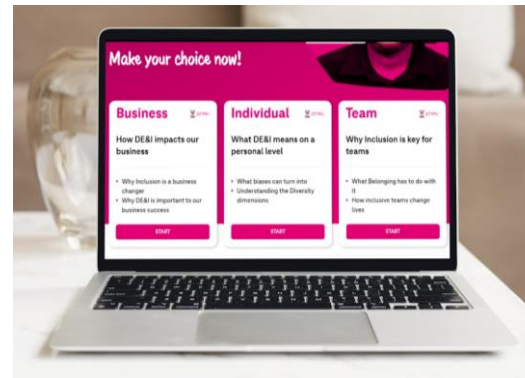 Make your choice now!
Business
How DE&I impacts our
business
• Why Inclusion is a business
changer
• Why DE&I is important to our
business success
START
Individual
What DE&I means on a
personal level
• What biases can turn into
• Understanding the Diversity
dimensions
START
Team
Why Inclusion is key for
teams
• What Belonging has to do with
it
• How inclusive teams change
lives
START